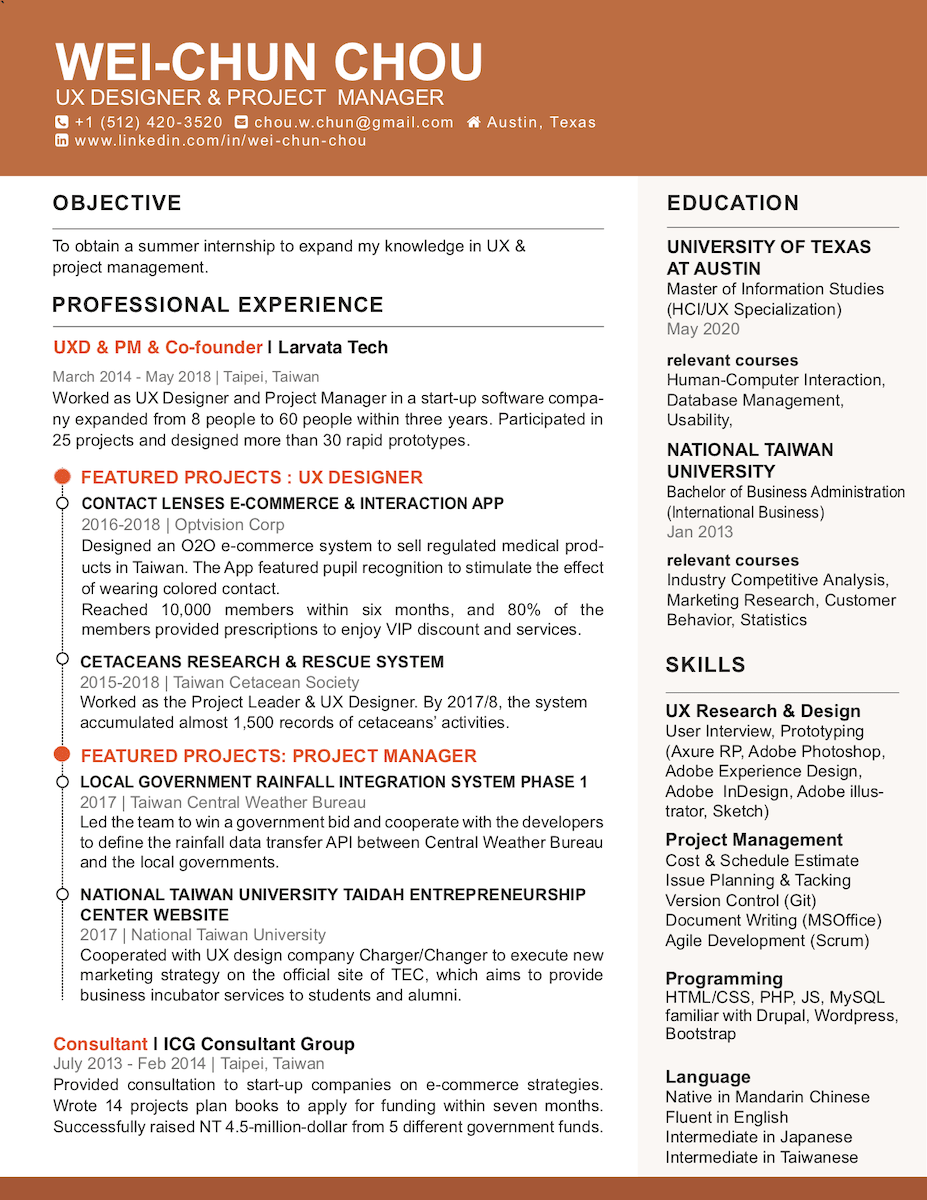 WEI-CHUN CHOU
UX DESIGNER & PROJECT MANAGER
+1 (512) 420-3520 chou.w.chun@gmail.com Austin, Texas
www.linkedin.com/in/wei-chun-chou
OBJECTIVE
To obtain a summer internship to expand my knowledge in UX &
project management.
PROFESSIONAL EXPERIENCE
UXD & PM & Co-founder | Larvata Tech
March 2014 - May 2018 | Taipei, Taiwan
Worked as UX Designer and Project Manager in a start-up software compa-
ny expanded from 8 people to 60 people within three years. Participated in
25 projects and designed more than 30 rapid prototypes.
FEATURED PROJECTS : UX DESIGNER
CONTACT LENSES E-COMMERCE & INTERACTION APP
2016-2018 | Optvision Corp
Designed an O2O e-commerce system to sell regulated medical prod-
ucts in Taiwan. The App featured pupil recognition to stimulate the effect
of wearing colored contact.
Reached 10,000 members within six months, and 80% of the
members provided prescriptions to enjoy VIP discount and services.
CETACEANS RESEARCH & RESCUE SYSTEM
2015-2018 | Taiwan Cetacean Society
Worked as the Project Leader & UX Designer. By 2017/8, the system
accumulated almost 1,500 records of cetaceans' activities.
FEATURED PROJECTS: PROJECT MANAGER
LOCAL GOVERNMENT RAINFALL INTEGRATION SYSTEM PHASE 1
2017 | Taiwan Central Weather Bureau
Led the team to win a government bid and cooperate with the developers
to define the rainfall data transfer API between Central Weather Bureau
and the local governments.
NATIONAL TAIWAN UNIVERSITY TAIDAH ENTREPRENEURSHIP
CENTER WEBSITE
2017 | National Taiwan University
Cooperated with UX design company Charger/Changer to execute new
marketing strategy on the official site of TEC, which aims to provide
business incubator services to students and alumni.
Consultant | ICG Consultant Group
July 2013 - Feb 2014 | Taipei, Taiwan
Provided consultation to start-up companies on e-commerce strategies.
Wrote 14 projects plan books to apply for funding within seven months.
Successfully raised NT 4.5-million-dollar from 5 different government funds.
EDUCATION
UNIVERSITY OF TEXAS
AT AUSTIN
Master of Information Studies
(HCI/UX Specialization)
May 2020
relevant courses
Human-Computer Interaction,
Database Management,
Usability,
NATIONAL TAIWAN
UNIVERSITY
Bachelor of Business Administration
(International Business)
Jan 2013
relevant courses
Industry Competitive Analysis,
Marketing Research, Customer
Behavior, Statistics
SKILLS
UX Research & Design
User Interview, Prototyping
(Axure RP, Adobe Photoshop,
Adobe Experience Design,
Adobe InDesign, Adobe illus-
trator, Sketch)
Project Management
Cost & Schedule Estimate
Issue Planning & Tacking
Version Control (Git)
Document Writing (MSOffice)
Agile Development (Scrum)
Programming
HTML/CSS, PHP, JS, MySQL
familiar with Drupal, Wordpress,
Bootstrap
Language
Native in Mandarin Chinese
Fluent in English
Intermediate in Japanese
Intermediate in Taiwanese